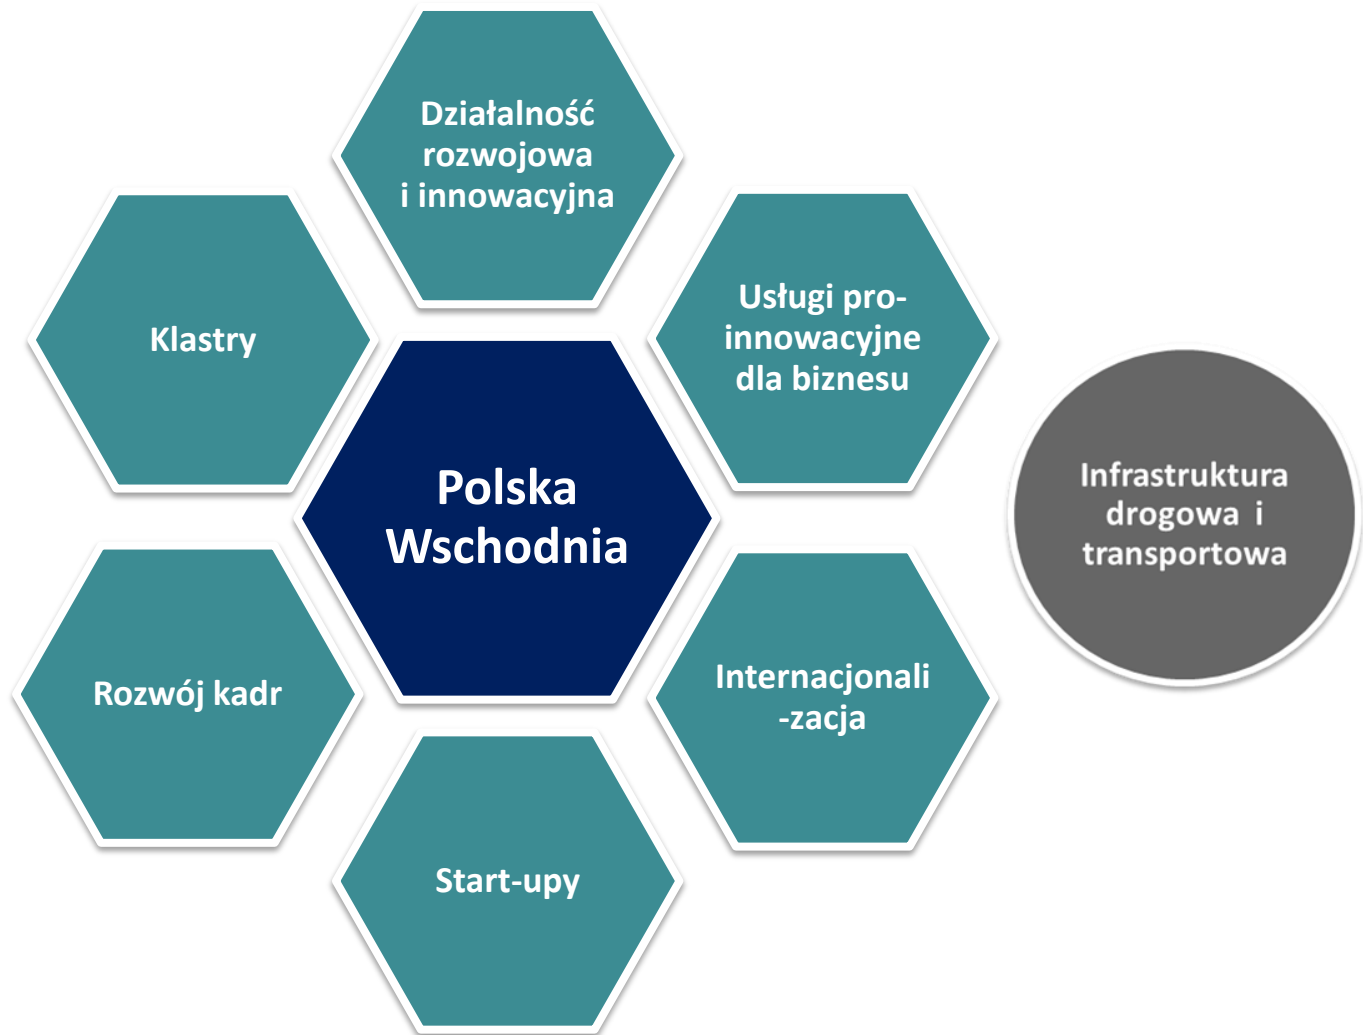 Działalność
rozwojowa
i innowacyjna
Usługi pro-
innowacyjne
dla biznesu
Klastry
Polska
Wschodnia
Infrastruktura
drogowa i
transportowa
Rozwój kadr
Internacjonali
-zacja
Start-upy